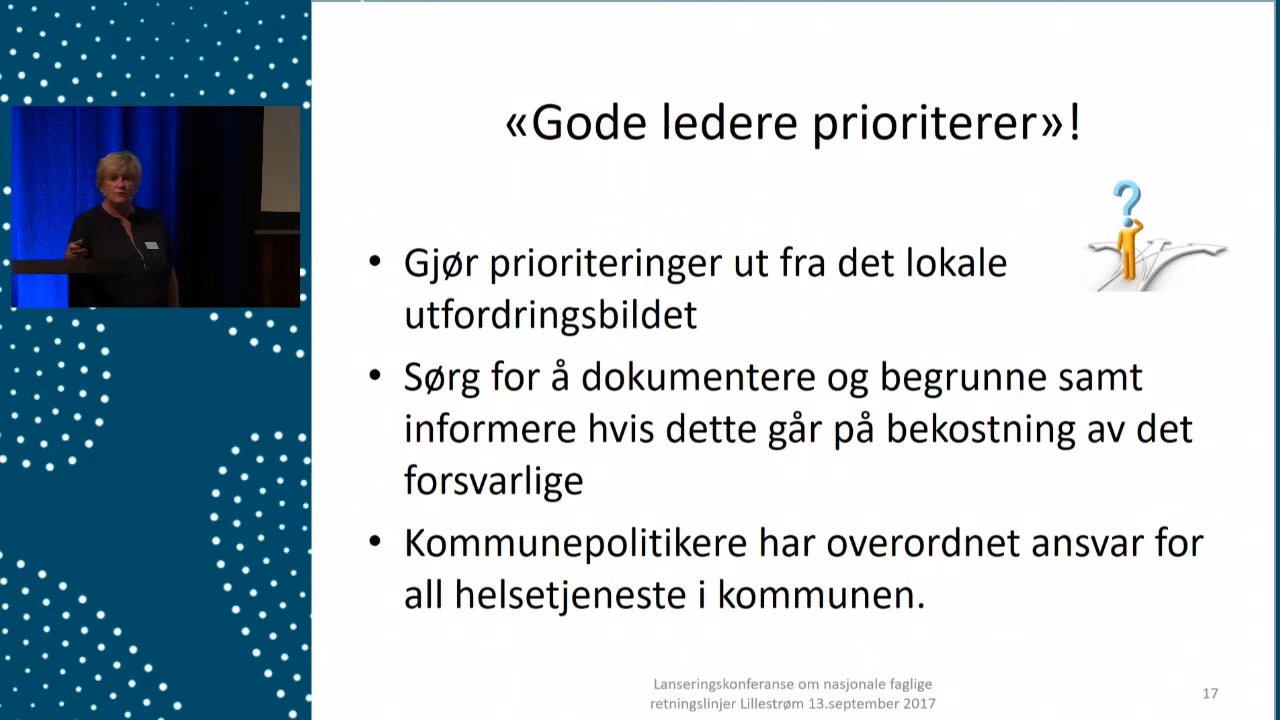 «Gode ledere prioriterer»!
• Gjør prioriteringer ut fra det lokale
utfordringsbildet
• Sørg for å dokumentere og begrunne samt
informere hvis dette går på bekostning av det
forsvarlige
• Kommunepolitikere har overordnet ansvar for
all helsetjeneste i kommunen.
Lanseringskonferanse om nasjonale faglige
retningslinjer Lillestrøm 13.september 2017
17